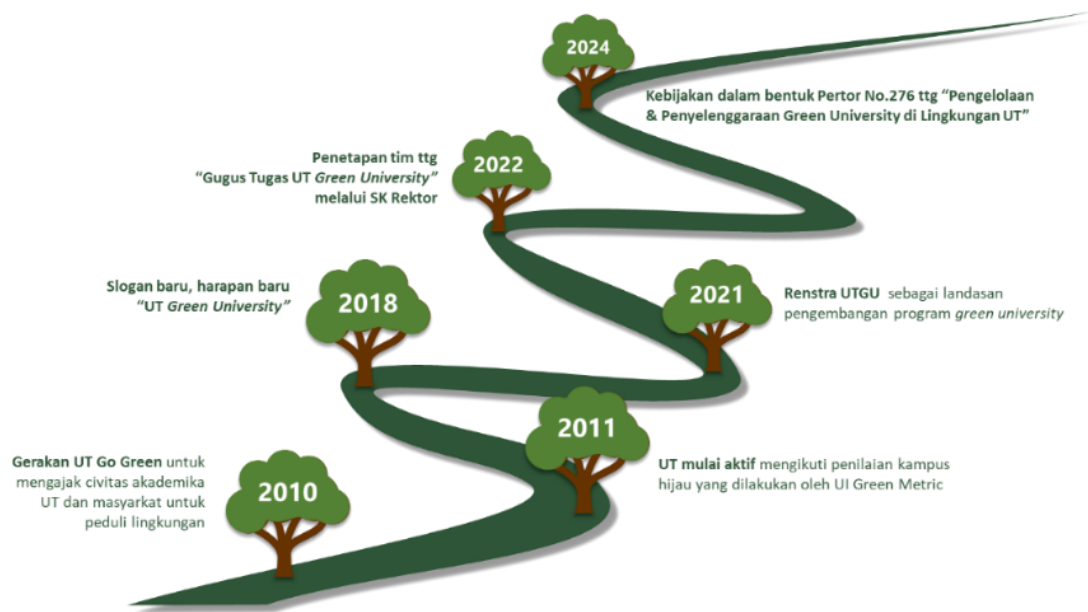 2024
Kebijakan dalam bentuk Pertor No.276 ttg “Pengelolaan
& Penyelenggaraan Green University di Lingkungan UT”
Penetapan tim ttg
“Gugus Tugas UT Green University”
melalui SK Rektor
2022
Slogan baru, harapan baru
“UT Green University”
2018
2021
Renstra UTGU sebagai landasan
pengembangan program green university
Gerakan UT Go Green untuk
mengajak civitas akademika
UT dan masyarkat untuk
peduli lingkungan
2010
2011
UT mulai aktif mengikuti penilaian kampus
hijau yang dilakukan oleh UI Green Metric